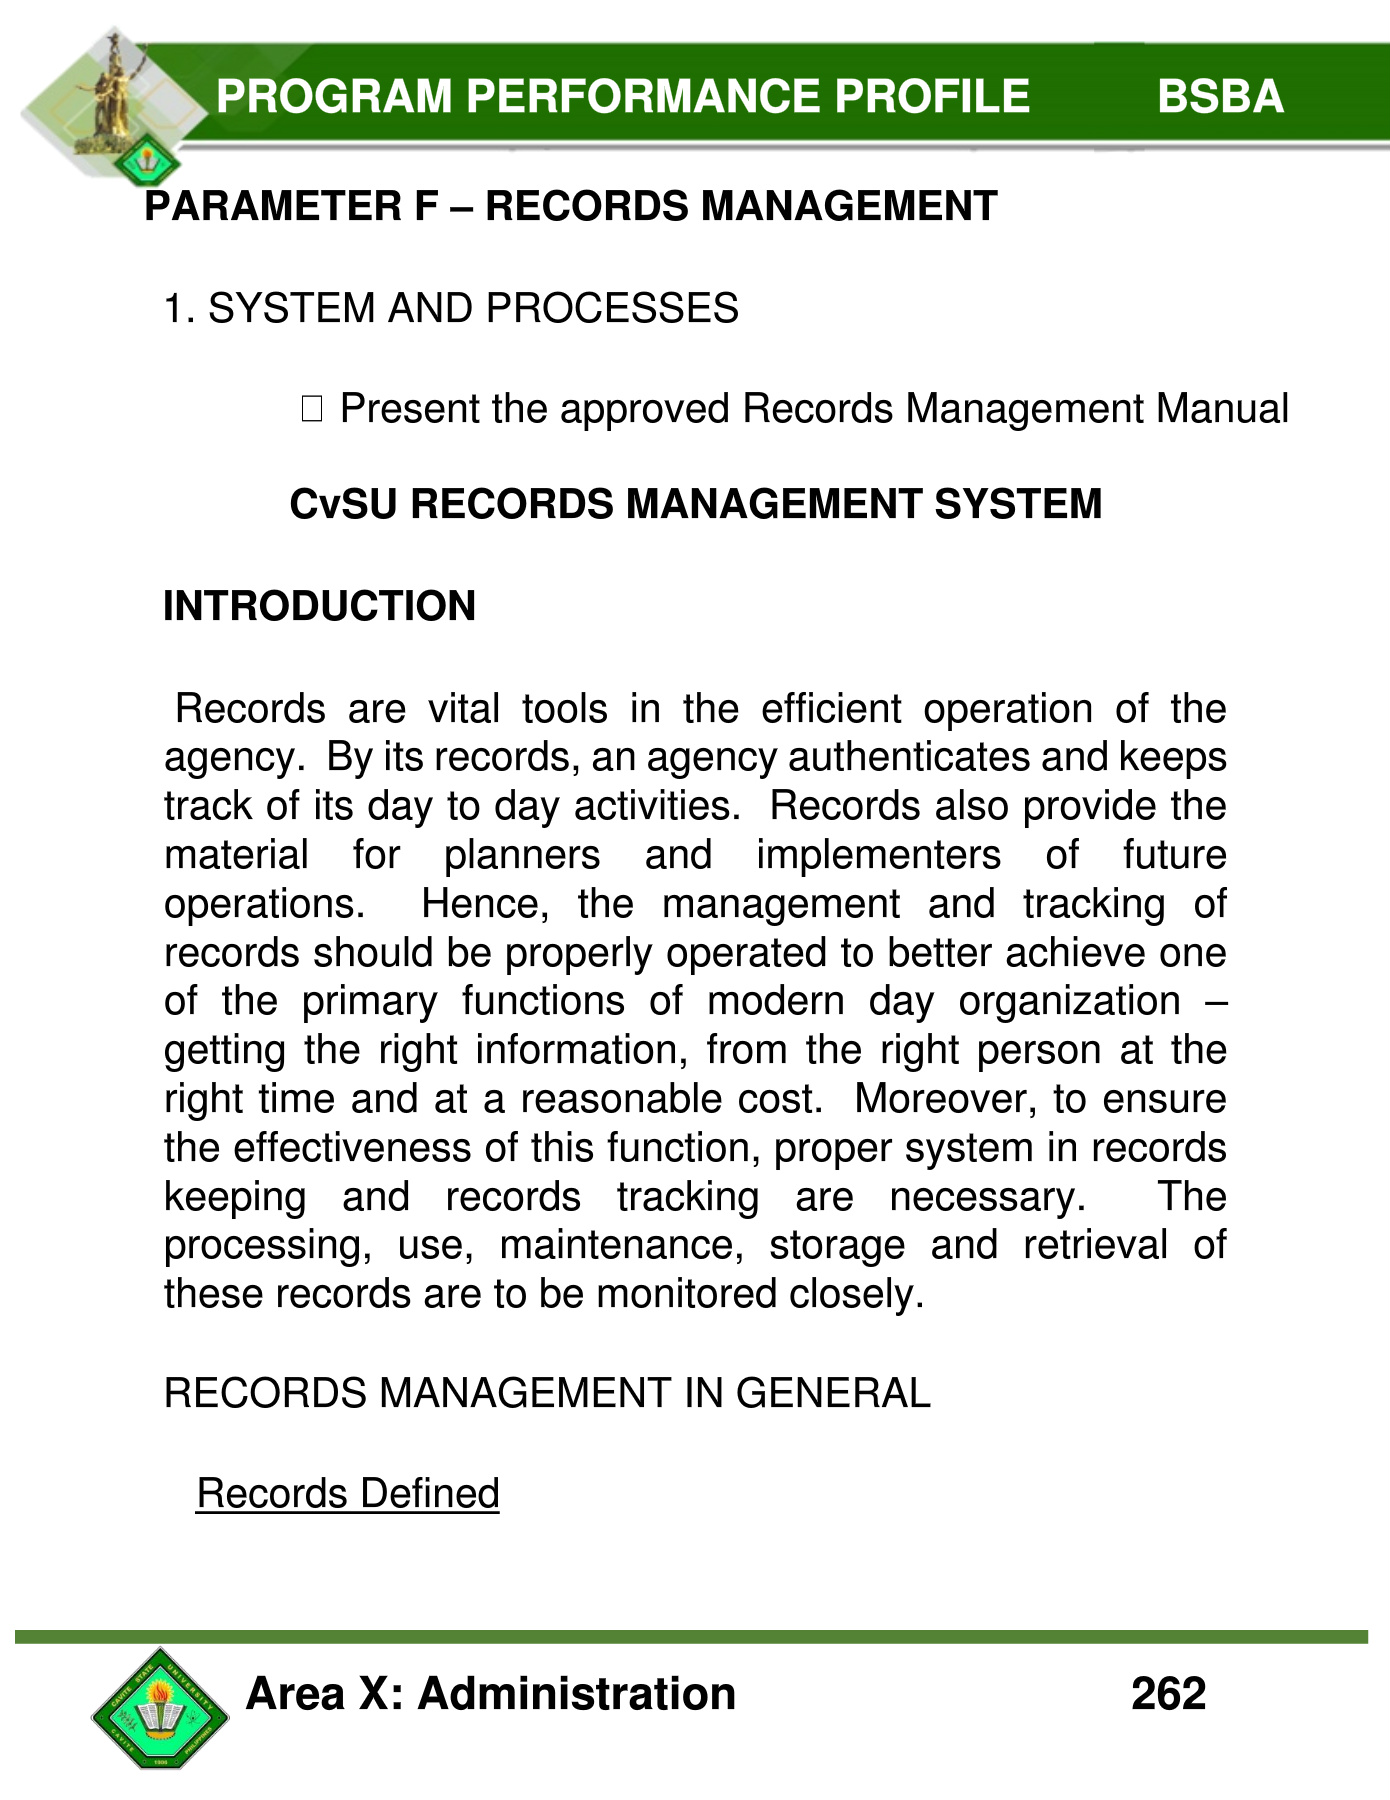 PROGRAM PERFORMANCE PROFILE BSBA
PARAMETER F – RECORDS MANAGEMENT
1. SYSTEM AND PROCESSES
Present the approved Records Management Manual
CvSU RECORDS MANAGEMENT SYSTEM
INTRODUCTION
Records are vital tools in the efficient operation of the
agency. By its records, an agency authenticates and keeps
track of its day to day activities. Records also provide the
material for planners and implementers of future
operations. Hence, the management and tracking of
records should be properly operated to better achieve one
of the primary functions of modern day organization –
getting the right information, from the right person at the
right time and at a reasonable cost. Moreover, to ensure
the effectiveness of this function, proper system in records
keeping and records tracking are necessary. The
processing, use, maintenance, storage and retrieval of
these records are to be monitored closely.
RECORDS MANAGEMENT IN GENERAL
Records Defined
CAVITE STATE UNIVERSITY
CAVITE PHILIPPINES
1906
Area X: Administration 262